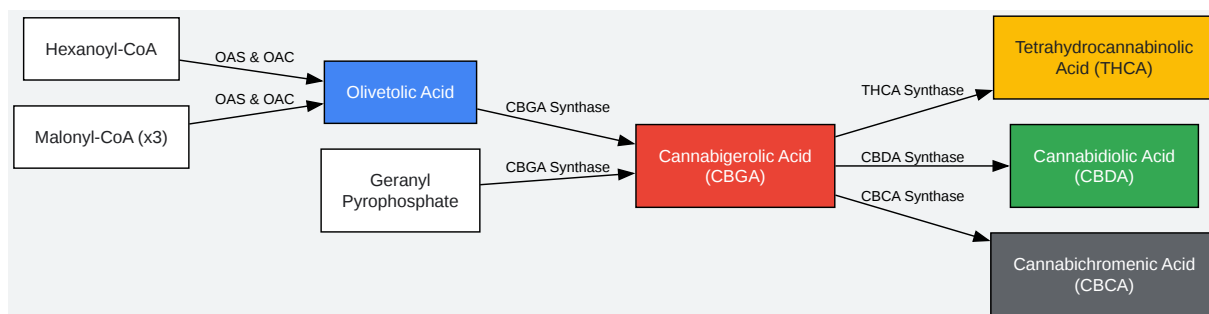 Hexanoyl-CoA
OAS & OAC
Malonyl-CoA (x3)
OAS & OAC
Olivetolic Acid
CBGA Synthase
Geranyl
Pyrophosphate
CBGA Synthase
Cannabigerolic Acid
(CBGA)
THCA Synthase
Tetrahydrocannabinolic
Acid (THCA)
CBDA Synthase
Cannabidiolic Acid
(CBDA)
CBCA Synthase
Cannabichromenic Acid
(CBCA)